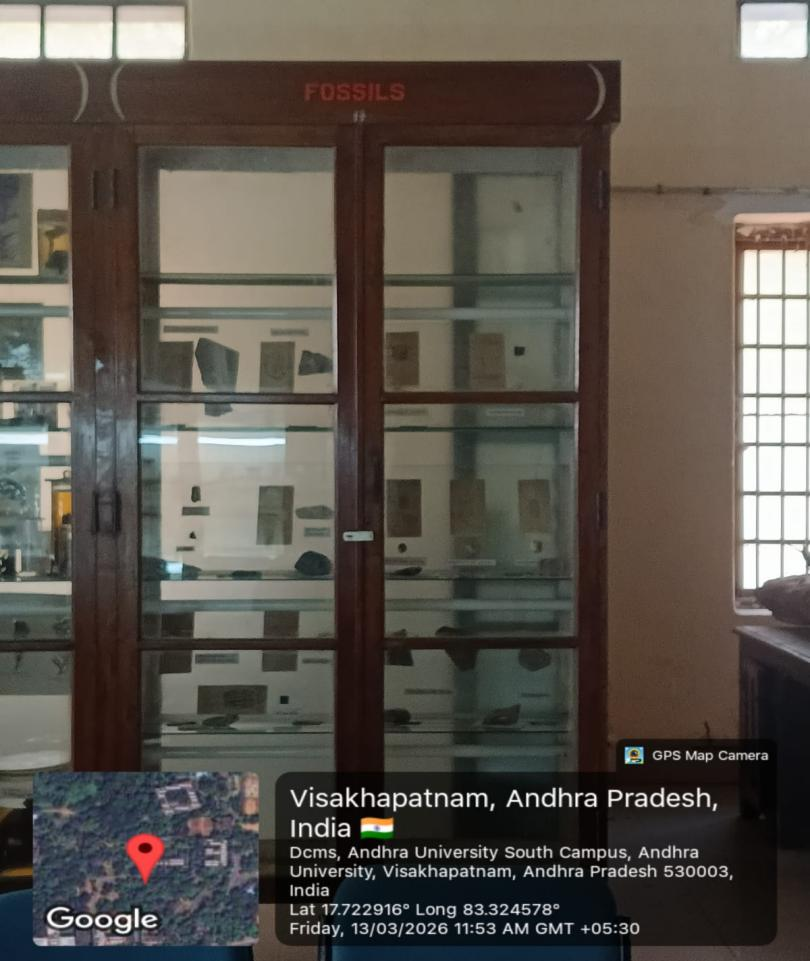 FOSSILS
GPS Map Camera
Visakhapatnam, Andhra Pradesh,
India 🇮🇳
Dcms, Andhra University South Campus, Andhra
University, Visakhapatnam, Andhra Pradesh 530003,
India
Lat 17.722916° Long 83.324578°
Friday, 13/03/2026 11:53 AM GMT +05:30
Google